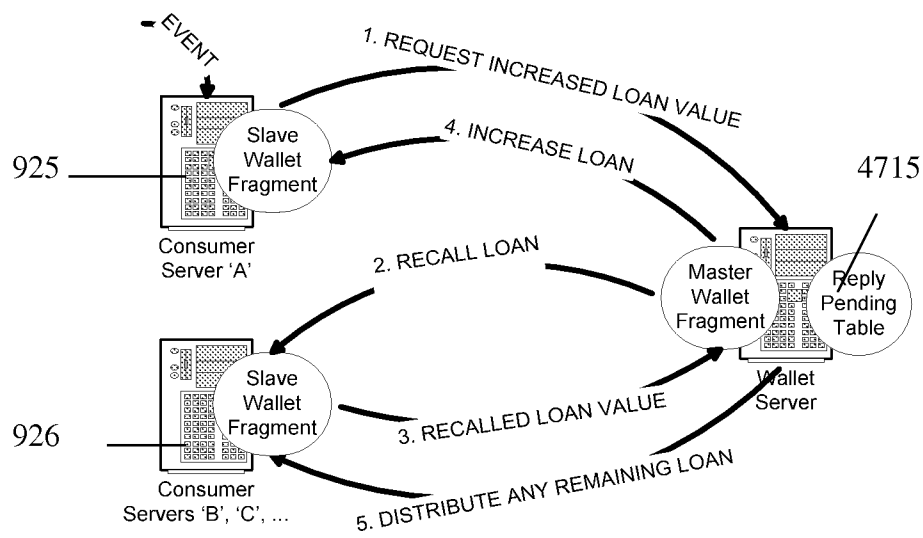 EVENT
1. REQUEST INCREASED LOAN VALUE
4. INCREASE LOAN
925
Slave
Wallet
Fragment
4715
Consumer
Server ‘A’
2. RECALL LOAN
Master
Wallet
Fragment
Reply
Pending
Table
Slave
Wallet
Fragment
Wallet
Server
926
3. RECALLED LOAN VALUE
Consumer
Servers ‘B’, ‘C’, ...
5. DISTRIBUTE ANY REMAINING LOAN